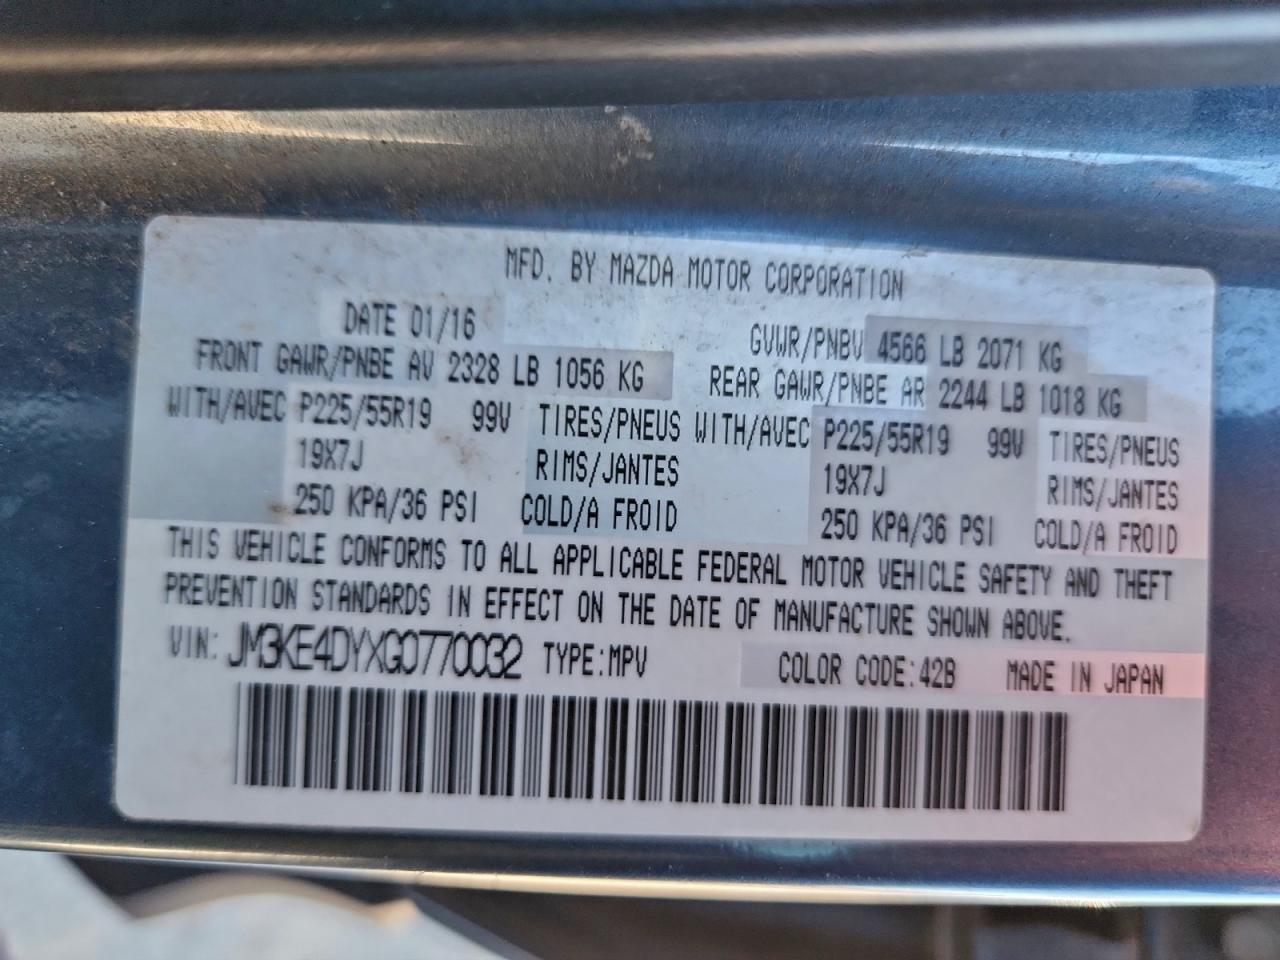 MFD. BY MAZDA MOTOR CORPORATION
DATE 01/16 GVWR/PNBV 4566 LB 2071 KG
FRONT GAWR/PNBE AV 2328 LB 1056 KG REAR GAWR/PNBE AR 2244 LB 1018 KG
WITH/AVEC P225/55R19 99V TIRES/PNEUS WITH/AVEC P225/55R19 99V TIRES/PNEUS
19X7J RIMS/JANTES 19X7J RIMS/JANTES
250 KPA/36 PSI COLD/A FROID 250 KPA/36 PSI COLD/A FROID
THIS VEHICLE CONFORMS TO ALL APPLICABLE FEDERAL MOTOR VEHICLE SAFETY AND THEFT
PREVENTION STANDARDS IN EFFECT ON THE DATE OF MANUFACTURE SHOWN ABOVE.
VIN: JM3KE4DYXG0770032 TYPE:MPV COLOR CODE:42B MADE IN JAPAN